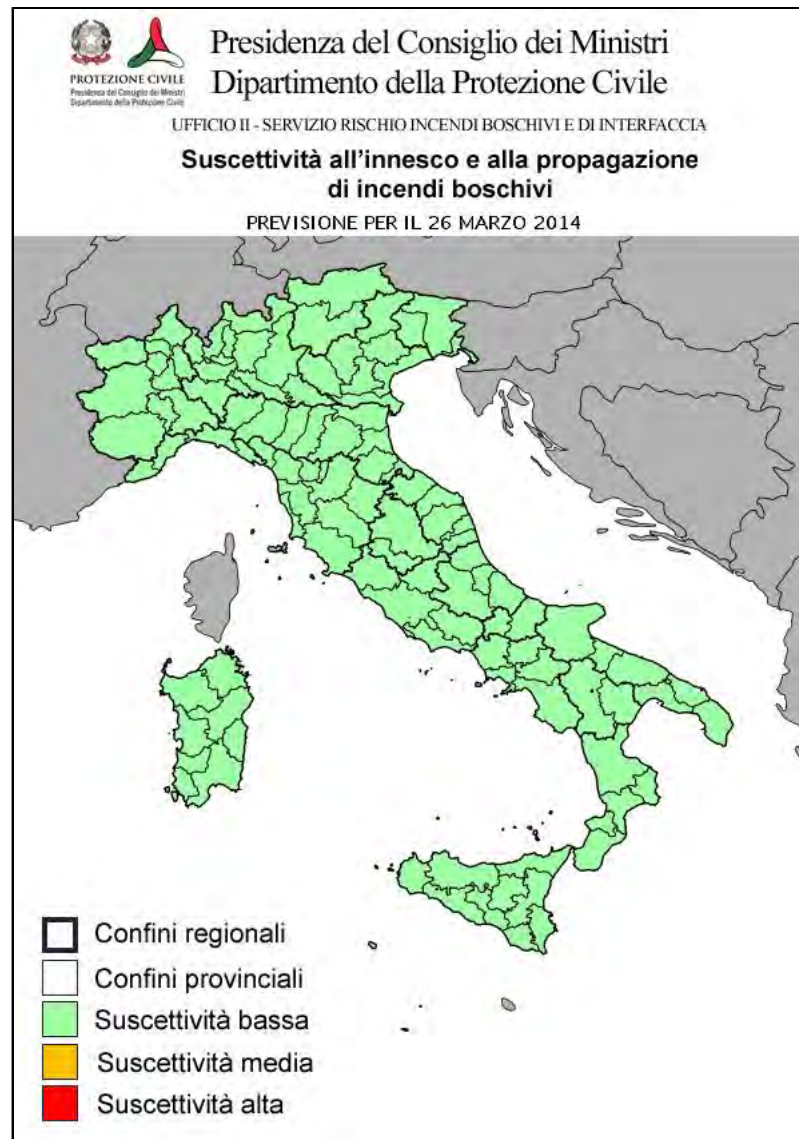 PROTEZIONE CIVILE
Presidenza del Consiglio dei Ministri
Dipartimento della Protezione Civile
Presidenza del Consiglio dei Ministri
Dipartimento della Protezione Civile
UFFICIO II - SERVIZIO RISCHIO INCENDI BOSCHIVI E DI INTERFACCIA
Suscettività all'innesco e alla propagazione
di incendi boschivi
PREVISIONE PER IL 26 MARZO 2014
Confini regionali
Confini provinciali
Suscettività bassa
Suscettività media
Suscettività alta